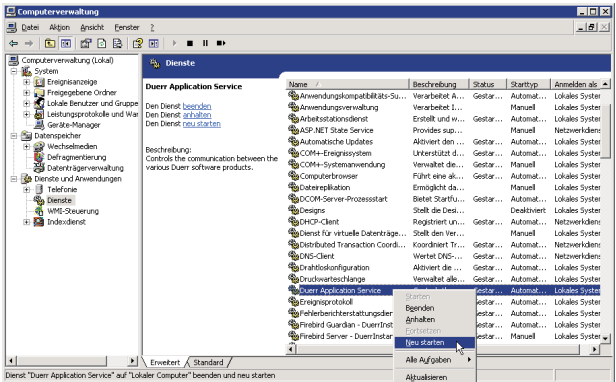 Computerverwaltung
Datei Aktion Ansicht Fenster ?
Computerverwaltung (Lokal)
System
Ereignisanzeige
Freigegebene Ordner
Lokale Benutzer und Gruppe
Leistungsprotokolle und War
Geräte-Manager
Datenspeicher
Wechselmedien
Defragmentierung
Datenträgerverwaltung
Dienste und Anwendungen
Telefonie
Dienste
WMI-Steuerung
Indexdienst
Dienste
Duerr Application Service
Den Dienst beenden
Den Dienst anhalten
Den Dienst neu starten
Beschreibung:
Controls the communication between the
various Duerr software products.
Name Beschreibung Status Starttyp Anmelden als
Anwendungskompatibilitäts-Su... Verarbeitet A... Gestar... Automat... Lokales System
Anwendungsverwaltung Verarbeitet I... Manuell Lokales System
Arbeitsstationsdienst Erstellt und w... Gestar... Automat... Lokales System
ASP.NET State Service Provides sup... Manuell Netzwerkdiens
Automatische Updates Aktiviert den ... Gestar... Automat... Lokales System
COM+-Ereignissystem Unterstützt d... Gestar... Automat... Lokales System
COM+-Systemanwendung Verwaltet die... Gestar... Manuell Lokales System
Computerbrowser Führt eine ak... Gestar... Automat... Lokales System
Dateireplikation Ermöglicht da... Manuell Lokales System
DCOM-Server-Prozessstart Bietet Startfu... Gestar... Automat... Lokales System
Designs Stellt die Desi... Deaktiviert Lokales System
DHCP-Client Registriert un... Gestar... Automat... Netzwerkdiens
Dienst für virtuelle Datenträge... Stellt den Ver... Manuell Lokales System
Distributed Transaction Coordi... Koordiniert Tr... Gestar... Automat... Netzwerkdiens
DNS-Client Wertet DNS-... Gestar... Automat... Netzwerkdiens
Drahtloskonfiguration Aktiviert die ... Gestar... Automat... Lokales System
Druckwarteschlange Verwaltet alle... Gestar... Automat... Lokales System
Duerr Application Service Gestar... Automat... Lokales System
Ereignisprotokoll Gestar... Automat... Lokales System
Fehlerberichterstattungsdien Gestar... Automat... Lokales System
Firebird Guardian - DuerrInst Gestar... Automat... Lokales System
Firebird Server - DuerrInstan Gestar... Manuell Lokales System
Starten
Beenden
Anhalten
Fortsetzen
Neu starten
Alle Aufgaben
Aktualisieren
Erweitert Standard
Dienst "Duerr Application Service" auf "Lokaler Computer" beenden und neu starten